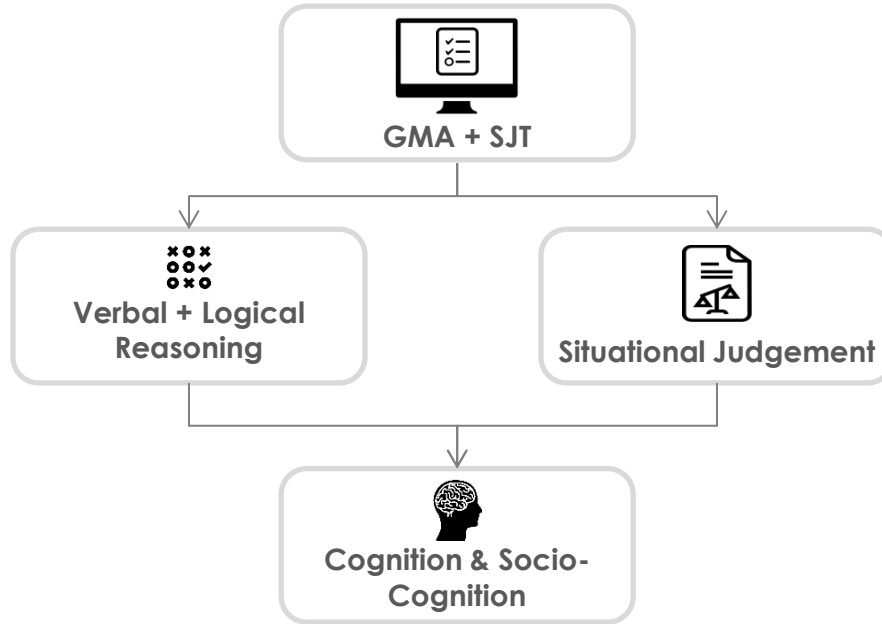 GMA + SJT
Verbal + Logical
Reasoning
Situational Judgement
Cognition & Socio-
Cognition